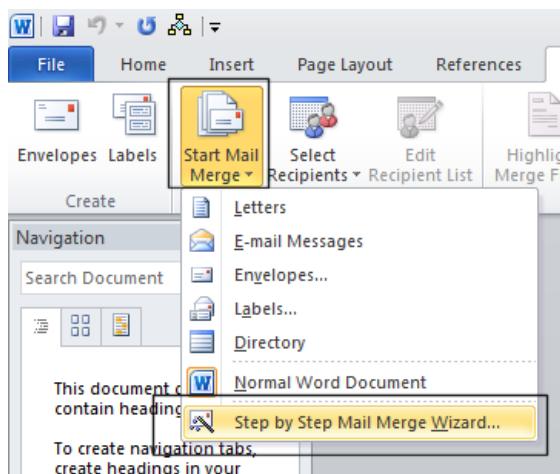 File Home Insert Page Layout References
Envelopes Labels Start Mail Merge Select Recipients Edit Recipient List
Merge
Create
Navigation
Search Document
Letters
E-mail Messages
Envelopes...
Labels...
Directory
Normal Word Document
Step by Step Mail Merge Wizard...
This document
contain heading
To create navigation tabs,
create headings in your